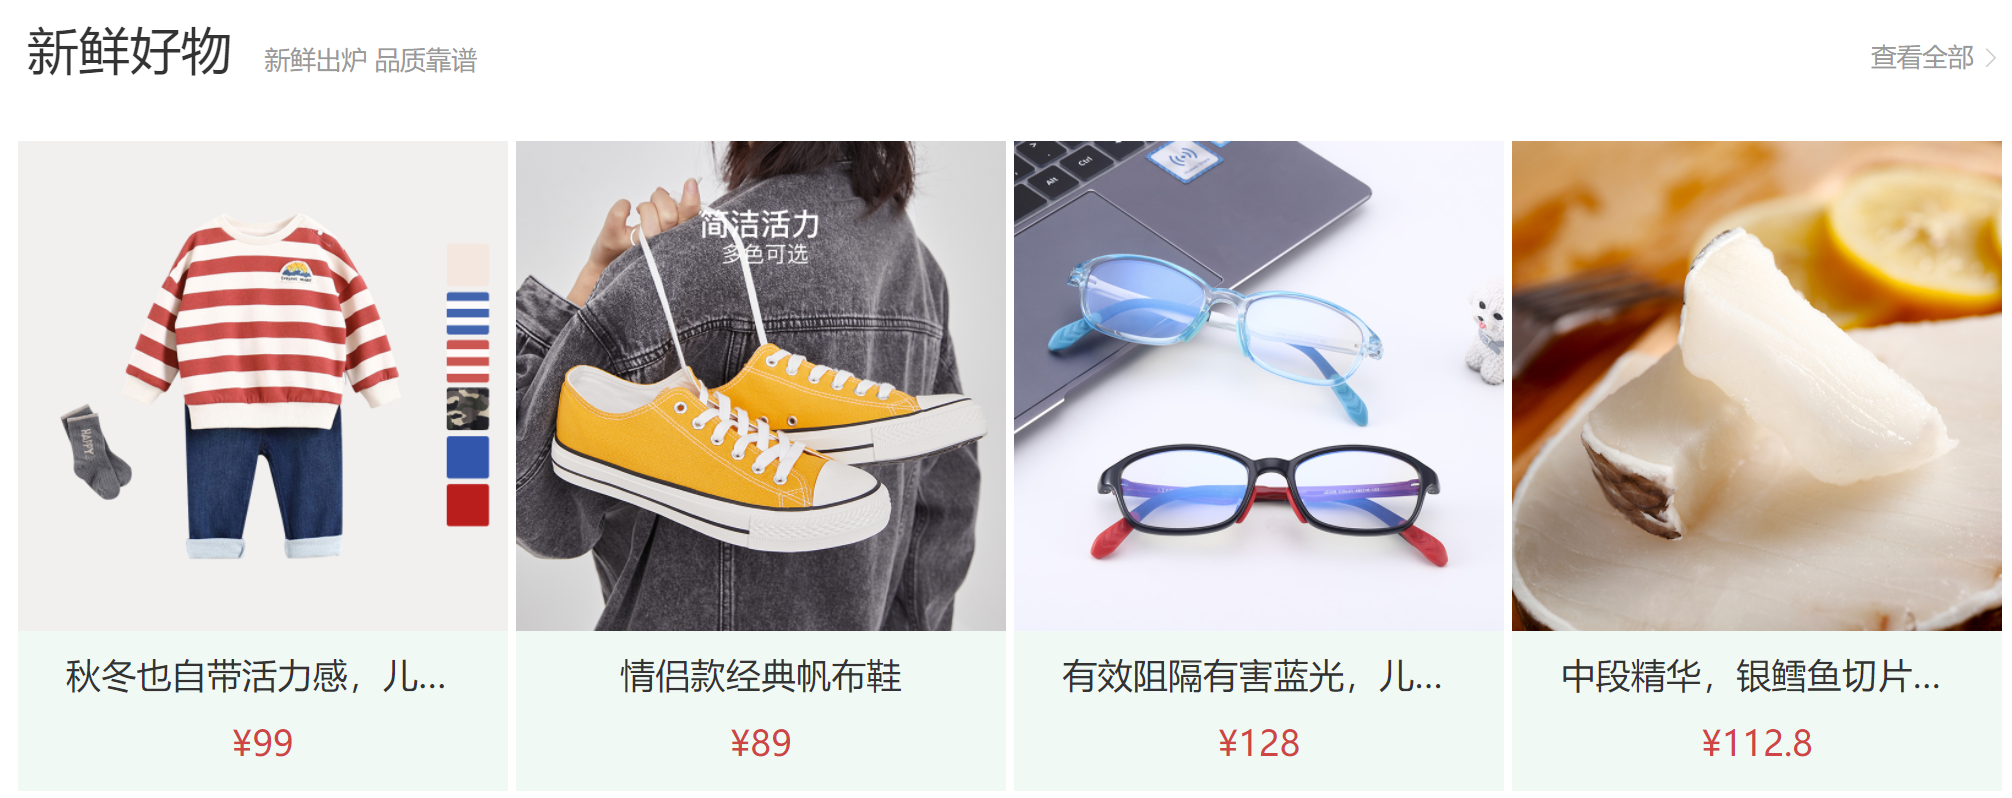 新鲜好物 新鲜出炉 品质靠谱 查看全部
HAPPY
简洁活力
多色可选
Alt
Ctrl
秋冬也自带活力感，儿...
情侣款经典帆布鞋
有效阻隔有害蓝光，儿...
中段精华，银鳕鱼切片...
¥99
¥89
¥128
¥112.8